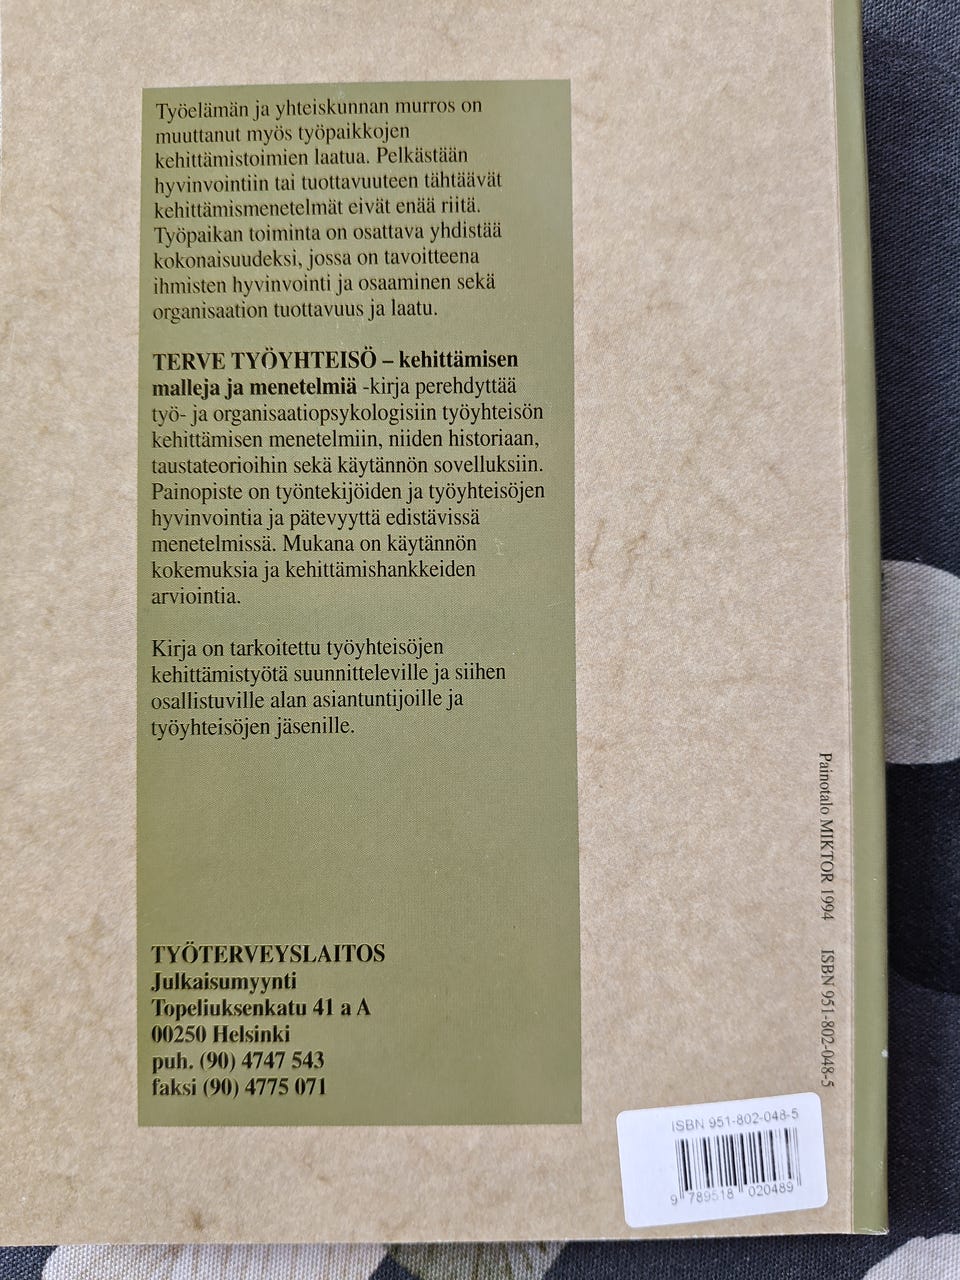 Työelämän ja yhteiskunnan murros on
muuttanut myös työpaikkojen
kehittämistoimien laatua. Pelkästään
hyvinvointiin tai tuottavuuteen tähtäävät
kehittämismenetelmät eivät enää riitä.
Työpaikan toiminta on osattava yhdistää
kokonaisuudeksi, jossa on tavoitteena
ihmisten hyvinvointi ja osaaminen sekä
organisaation tuottavuus ja laatu.
TERVE TYÖYHTEISÖ – kehittämisen
malleja ja menetelmiä -kirja perehdyttää
työ- ja organisaatiopsykologisiin työyhteisön
kehittämisen menetelmiin, niiden historiaan,
taustateorioihin sekä käytännön sovelluksiin.
Painopiste on työntekijöiden ja työyhteisöjen
hyvinvointia ja pätevyyttä edistävissä
menetelmissä. Mukana on käytännön
kokemuksia ja kehittämishankkeiden
arviointia.
Kirja on tarkoitettu työyhteisöjen
kehittämistyötä suunnitteleville ja siihen
osallistuville alan asiantuntijoille ja
työyhteisöjen jäsenille.
TYÖTERVEYSLAITOS
Julkaisumyynti
Topeliuksenkatu 41 a A
00250 Helsinki
puh. (90) 4747 543
faksi (90) 4775 071
Painotalo MIKTOR 1994 ISBN 951-802-048-5
ISBN 951-802-048-5
9 789518 020489